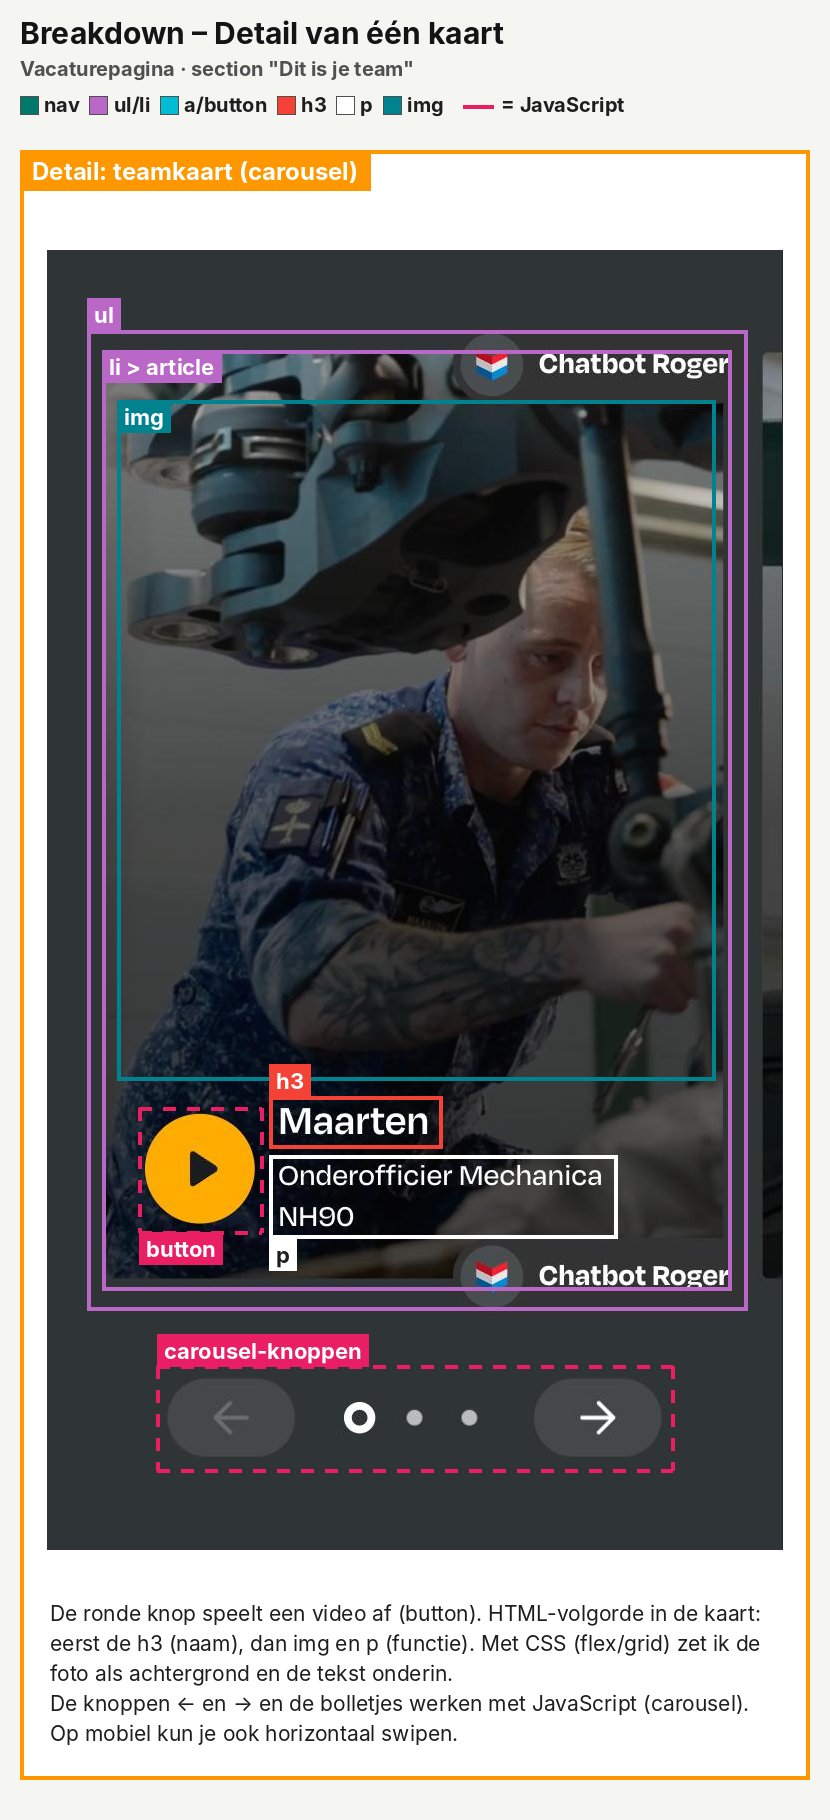 Breakdown – Detail van één kaart
Vacaturepagina · section "Dit is je team"
nav ul/li a/button h3 p img = JavaScript
Detail: teamkaart (carousel)
ul
li > article
Chatbot Roger
img
h3
Maarten
Onderofficier Mechanica
NH90
button
p
Chatbot Roger
carousel-knoppen
De ronde knop speelt een video af (button). HTML-volgorde in de kaart:
eerst de h3 (naam), dan img en p (functie). Met CSS (flex/grid) zet ik de
foto als achtergrond en de tekst onderin.
De knoppen ← en → en de bolletjes werken met JavaScript (carousel).
Op mobiel kun je ook horizontaal swipen.